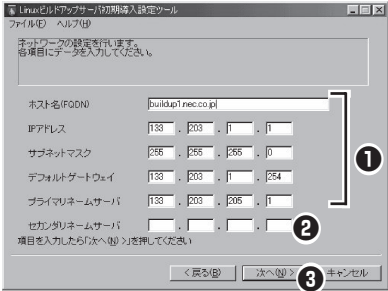 Linuxビルドアップサーバ初期導入設定ツール
ファイル(F) ヘルプ(H)
ネットワークの設定を行います。
各項目にデータを入力してください。
ホスト名(FQDN) buildup1.nec.co.jp
IPアドレス 133 . 203 . 1 . 1
サブネットマスク 255 . 255 . 255 . 0
デフォルトゲートウェイ 133 . 203 . 1 . 254
プライマリネームサーバ 133 . 203 . 205 . 1
セカンダリネームサーバ . . .
項目を入力したら「次へ(N) >」を押してください
< 戻る(B) 次へ(N) > キャンセル
❶
❷
❸